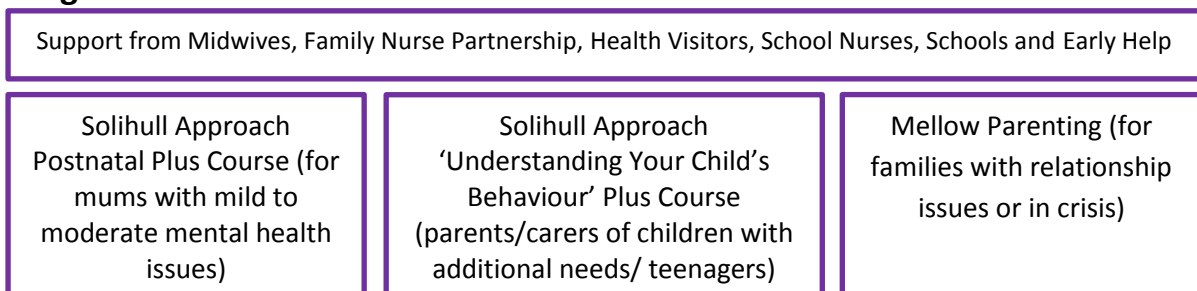 Support from Midwives, Family Nurse Partnership, Health Visitors, School Nurses, Schools and Early Help
Solihull Approach
Postnatal Plus Course (for
mums with mild to
moderate mental health
issues)
Solihull Approach
‘Understanding Your Child’s
Behaviour’ Plus Course
(parents/carers of children with
additional needs/ teenagers)
Mellow Parenting (for
families with relationship
issues or in crisis)